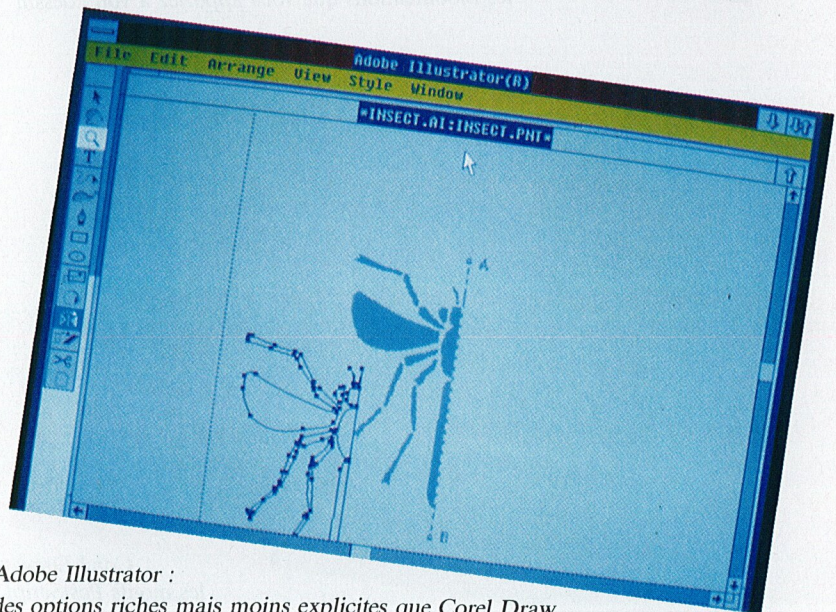 Adobe Illustrator(R)
File Edit Arrange View Style Window
*INSECT.AI:INSECT.PNT*
T
A
B
Adobe Illustrator :
des options riches mais moins explicites que Corel Draw.